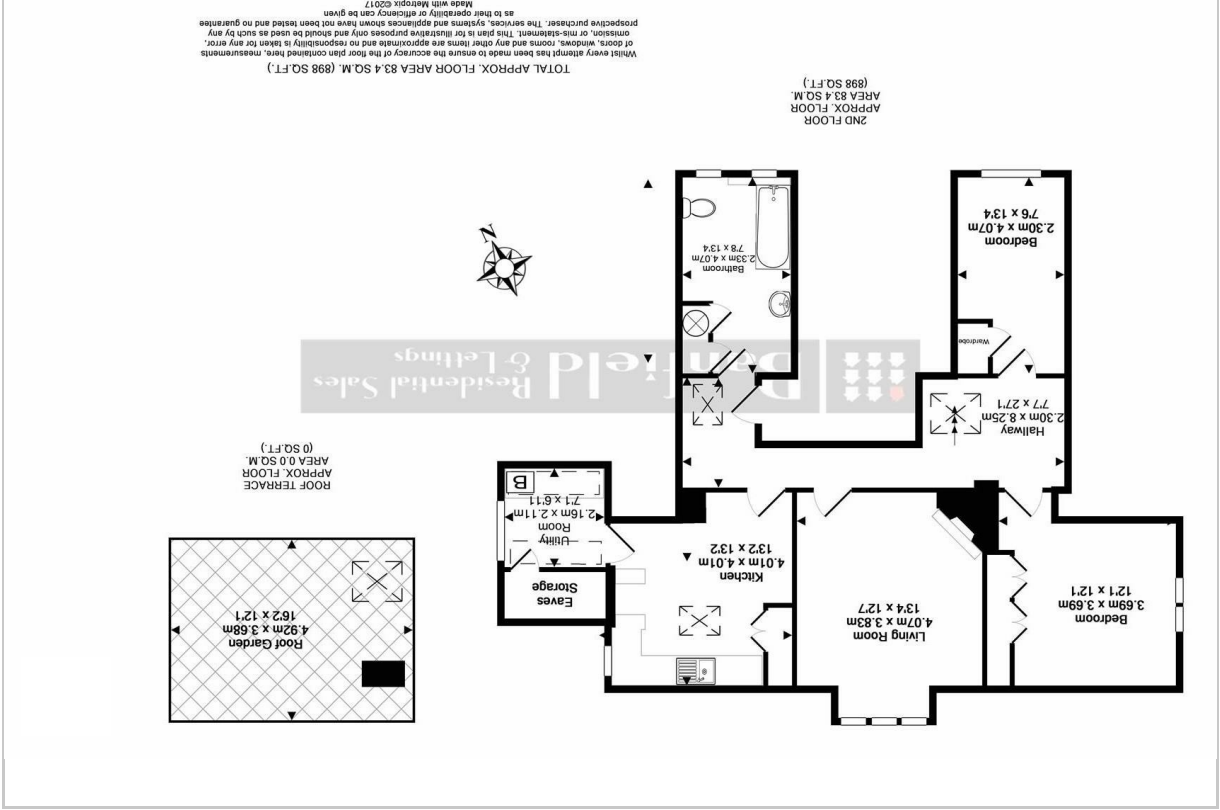 Bedroom
3.69m x 3.69m
12'1 x 12'1
Living Room
4.07m x 3.83m
13'4 x 12'7
Kitchen
4.01m x 4.01m
13'2 x 13'2
Eaves
Storage
Utility
Room
2.16m x 2.11m
7'1 x 6'11
B
Roof Garden
4.92m x 3.68m
16'2 x 12'1
ROOF TERRACE
APPROX. FLOOR
AREA 0.0 SQ.M.
(0 SQ.FT.)
Hallway
2.30m x 8.25m
7'7 x 27'1
Residential Sales
& Lettings
Wardrobe
Bedroom
2.30m x 4.07m
7'6 x 13'4
Bathroom
2.33m x 4.07m
7'8 x 13'4
N
2ND FLOOR
APPROX. FLOOR
AREA 83.4 SQ.M.
(898 SQ.FT.)
TOTAL APPROX. FLOOR AREA 83.4 SQ.M. (898 SQ.FT.)
Whilst every attempt has been made to ensure the accuracy of the floor plan contained here, measurements
of doors, windows, rooms and any other items are approximate and no responsibility is taken for any error,
omission, or mis-statement. This plan is for illustrative purposes only and should be used as such by any
prospective purchaser. The services, systems and appliances shown have not been tested and no guarantee
as to their operability or efficiency can be given
Made with Metropix ©2017